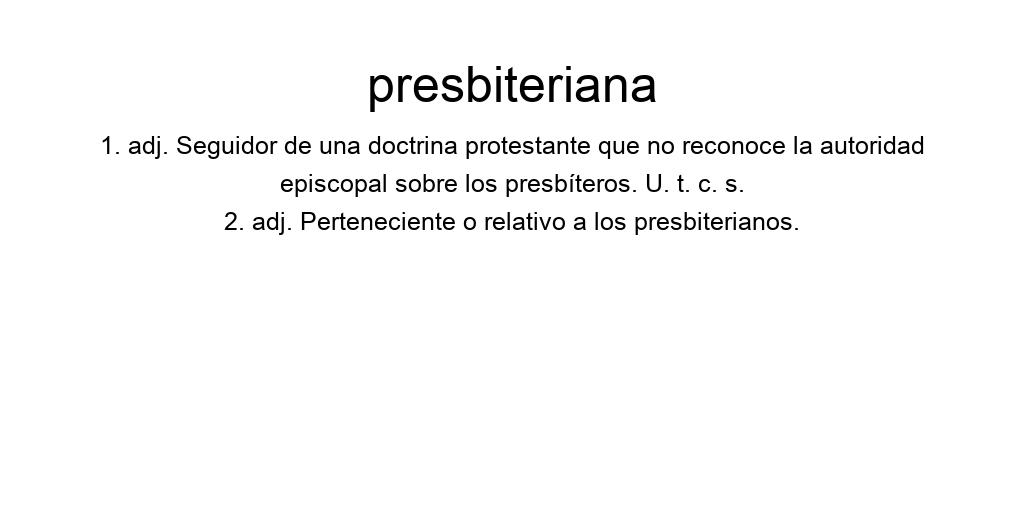 presbiteriana
1. adj. Seguidor de una doctrina protestante que no reconoce la autoridad
episcopal sobre los presbíteros. U. t. c. s.
2. adj. Perteneciente o relativo a los presbiterianos.